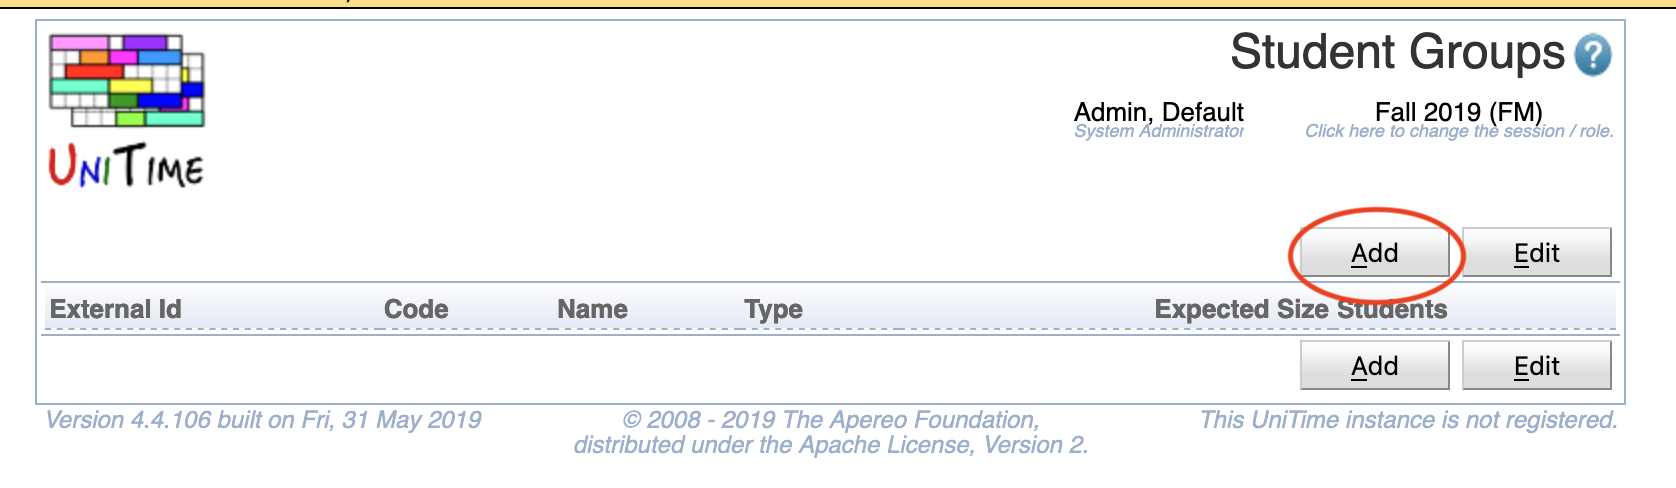 Student Groups ?
Admin, Default Fall 2019 (FM)
System Administrator Click here to change the session / role.
UNITIME
Add Edit
External Id Code Name Type Expected Size Students
Add Edit
Version 4.4.106 built on Fri, 31 May 2019 © 2008 - 2019 The Apereo Foundation, This UniTime instance is not registered.
distributed under the Apache License, Version 2.